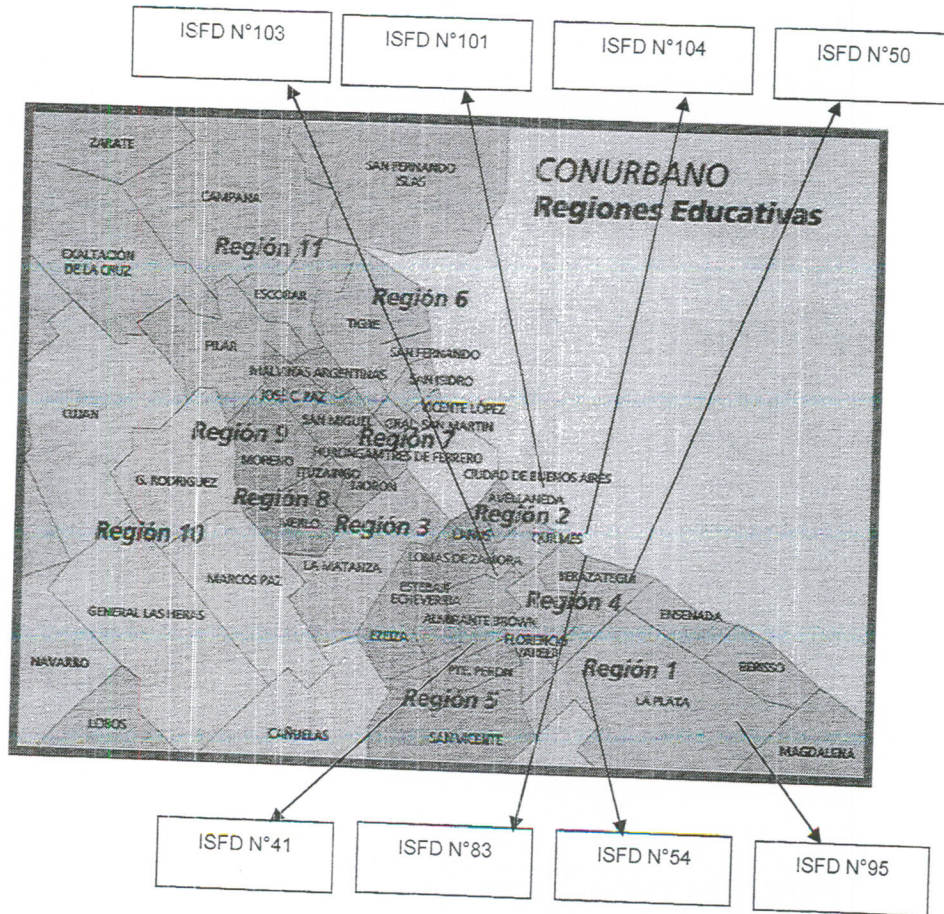 ISFD N°103
ISFD N°101
ISFD N°104
ISFD N°50
CONURBANO
Regiones Educativas
ZARATE
SAN FERNANDO
ISLAS
CAMPANA
EXALTACIÓN
DE LA CRUZ
Región 11
ESCOBAR
Región 6
TIGRE
PILAR
SAN FERNANDO
MALVINAS ARGENTINAS
SAN ISIDRO
JOSE C. PAZ
VICENTE LÓPEZ
SAN MIGUEL
GRAL. SAN MARTIN
LUJAN
Región 9
Región 7
MORENO
ITUZAINGO
MORON
CIUDAD DE BUENOS AIRES
G. RODRIGUEZ
AVELLANEDA
Región 8
Región 2
MERLO
Región 3
LANUS
QUILMES
Región 10
LOMAS DE ZAMORA
LA MATANZA
BERAZATEGUI
MARCOS PAZ
ESTEBAN
ECHEVERRIA
Región 4
GENERAL LAS HERAS
ALMIRANTE BROWN
ENSENADA
EZEIZA
FLORENCIO
VARELA
NAVARRO
PTE. PERON
Región 1
BERISSO
Región 5
LA PLATA
LOBOS
CAÑUELAS
SAN VICENTE
MAGDALENA
ISFD N°41
ISFD N°83
ISFD N°54
ISFD N°95